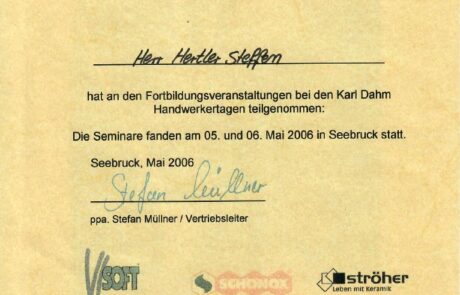 Herr Hertler Steffen
hat an den Fortbildungsveranstaltungen bei den Karl Dahm
Handwerkertagen teilgenommen:
Die Seminare fanden am 05. und 06. Mai 2006 in Seebruck statt.
Seebruck, Mai 2006
Stefan Müllner
ppa. Stefan Müllner / Vertriebsleiter
V/SOFT
SCHÖNOX
ströher
Leben mit Keramik